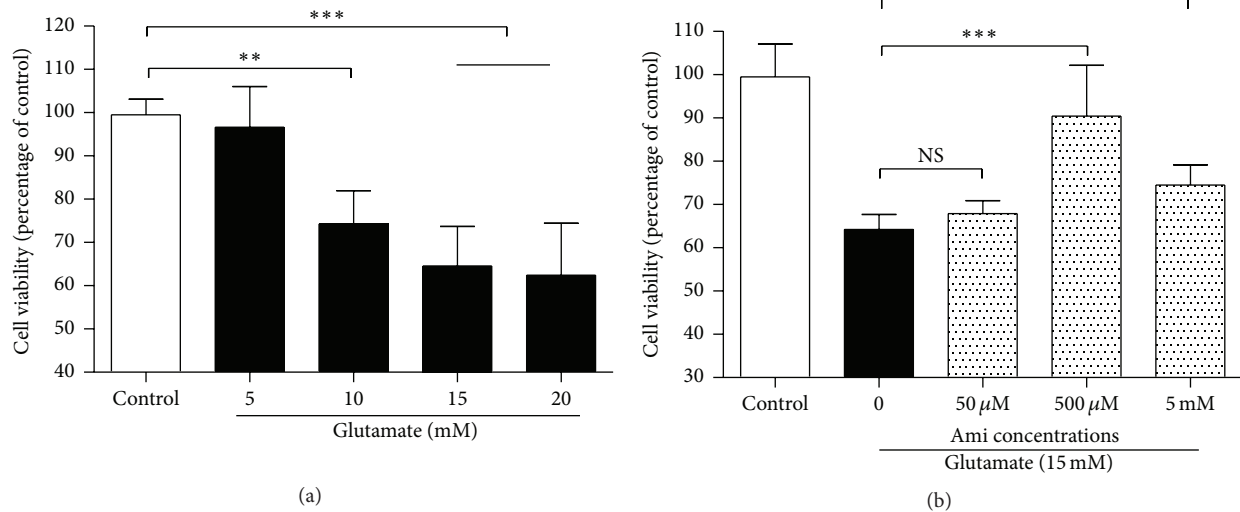 120
110
100
90
80
70
60
50
40
Cell viability (percentage of control)
***
**
Control 5 10 15 20
Glutamate (mM)
(a)
110
100
90
80
70
60
50
40
30
Cell viability (percentage of control)
***
NS
Control 0 50 μM 500 μM 5 mM
Ami concentrations
Glutamate (15 mM)
(b)